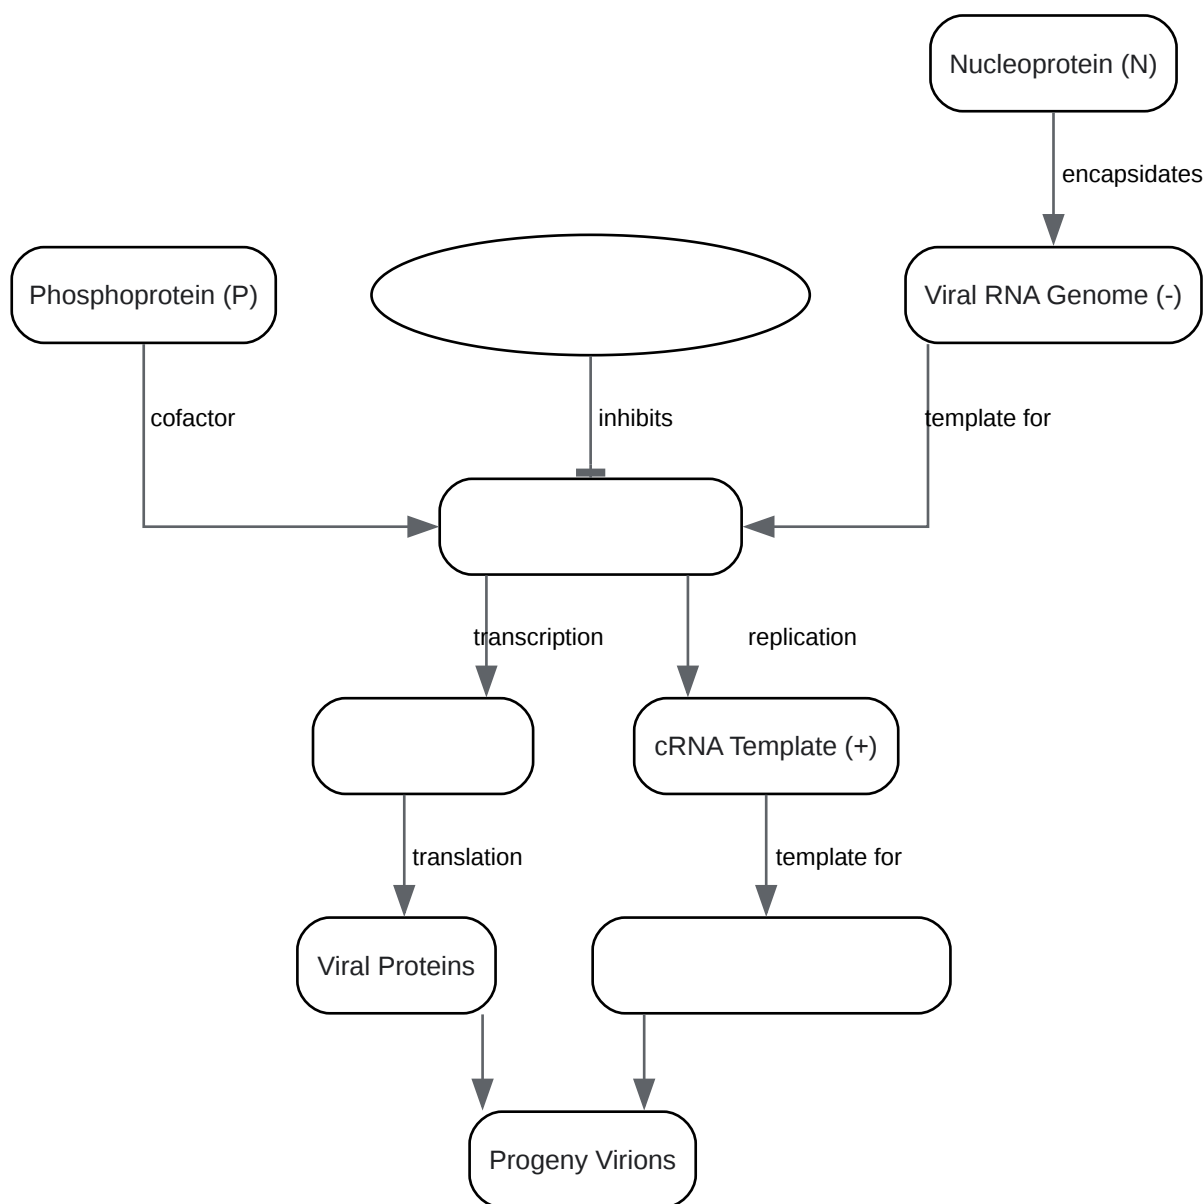 Nucleoprotein (N)
encapsidates
Phosphoprotein (P)
Viral RNA Genome (-)
cofactor
inhibits
template for
transcription
replication
cRNA Template (+)
translation
template for
Viral Proteins
Progeny Virions